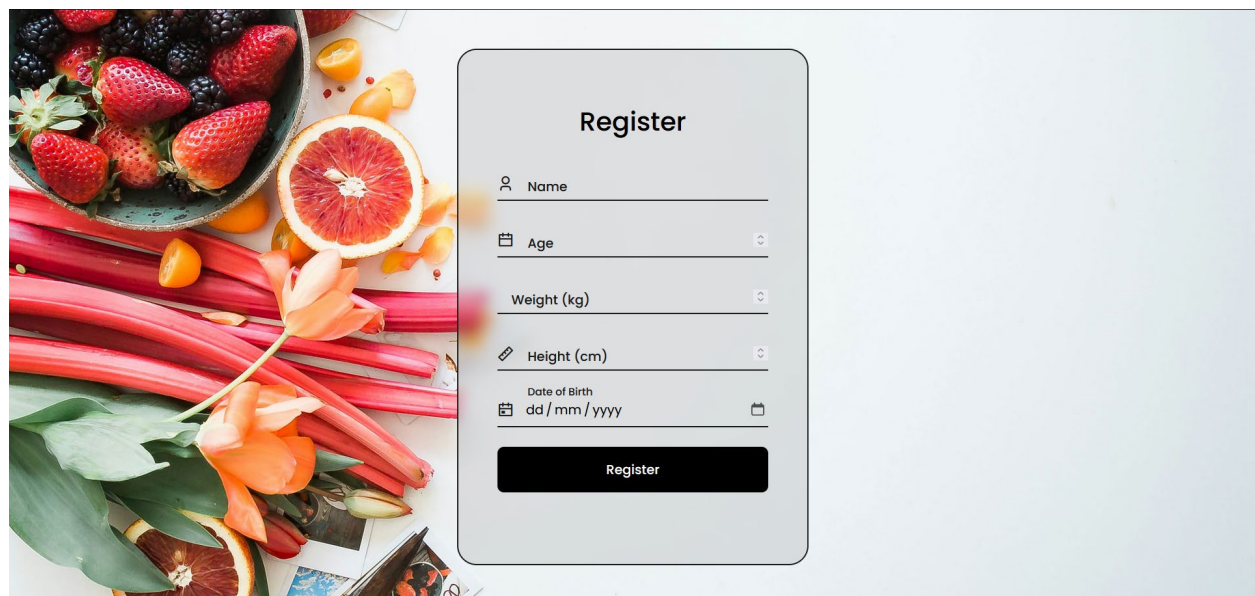 Register
Name
Age
Weight (kg)
Height (cm)
Date of Birth
dd / mm / yyyy
Register